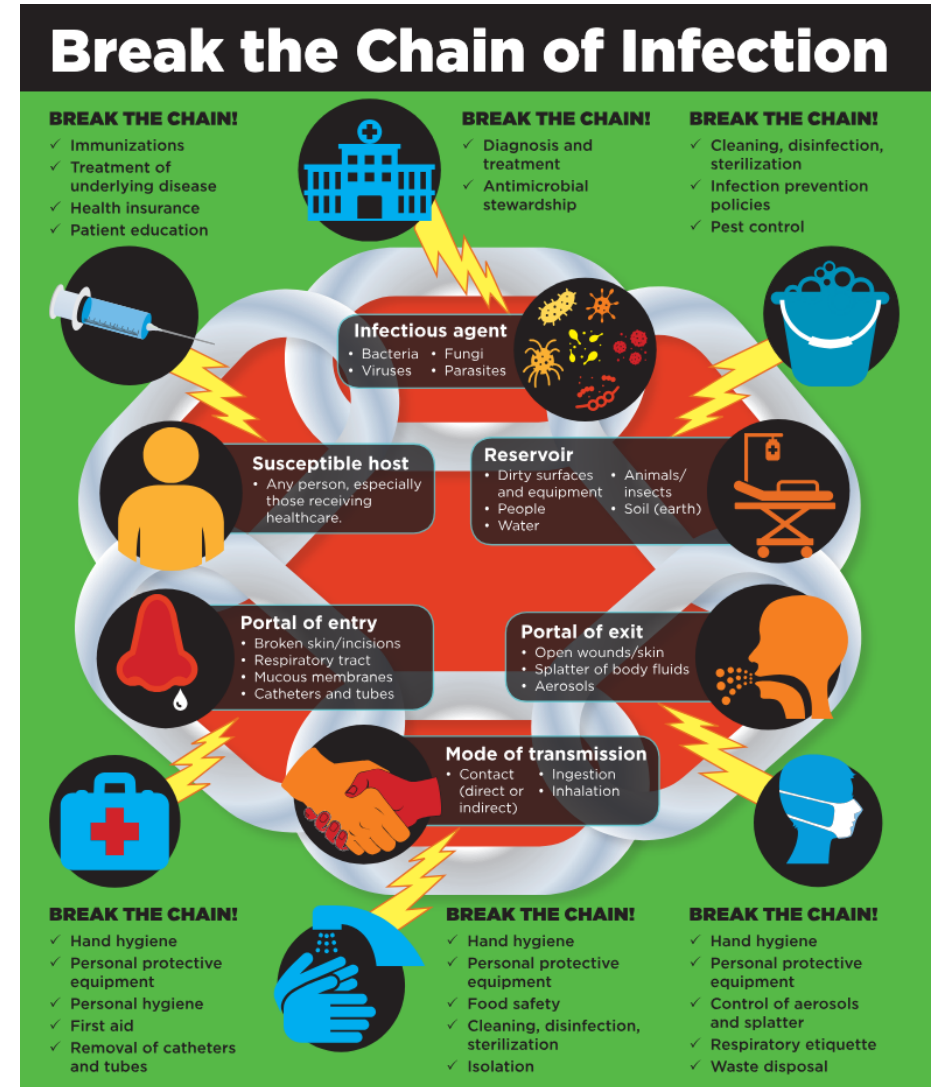 Break the Chain of Infection
BREAK THE CHAIN!
✓ Immunizations
✓ Treatment of
underlying disease
✓ Health insurance
✓ Patient education
BREAK THE CHAIN!
✓ Diagnosis and
treatment
✓ Antimicrobial
stewardship
BREAK THE CHAIN!
✓ Cleaning, disinfection,
sterilization
✓ Infection prevention
policies
✓ Pest control
Infectious agent
• Bacteria • Fungi
• Viruses • Parasites
Susceptible host
• Any person, especially
those receiving
healthcare.
Reservoir
• Dirty surfaces
and equipment
• People
• Water
• Animals/
insects
• Soil (earth)
Portal of entry
• Broken skin/incisions
• Respiratory tract
• Mucous membranes
• Catheters and tubes
Portal of exit
• Open wounds/skin
• Splatter of body fluids
• Aerosols
Mode of transmission
• Contact
(direct or
indirect)
• Ingestion
• Inhalation
BREAK THE CHAIN!
✓ Hand hygiene
✓ Personal protective
equipment
✓ Personal hygiene
✓ First aid
✓ Removal of catheters
and tubes
BREAK THE CHAIN!
✓ Hand hygiene
✓ Personal protective
equipment
✓ Food safety
✓ Cleaning, disinfection,
sterilization
✓ Isolation
BREAK THE CHAIN!
✓ Hand hygiene
✓ Personal protective
equipment
✓ Control of aerosols
and splatter
✓ Respiratory etiquette
✓ Waste disposal